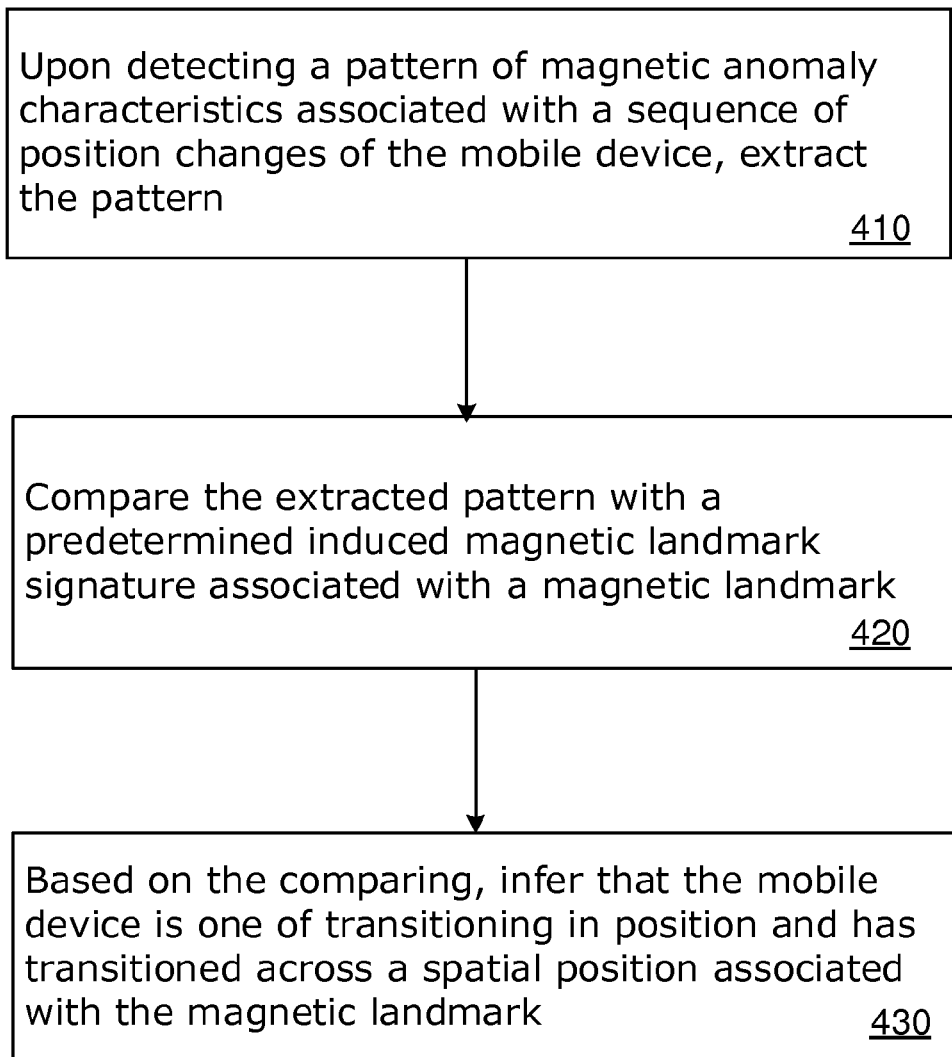 Upon detecting a pattern of magnetic anomaly
characteristics associated with a sequence of
position changes of the mobile device, extract
the pattern
410
Compare the extracted pattern with a
predetermined induced magnetic landmark
signature associated with a magnetic landmark
420
Based on the comparing, infer that the mobile
device is one of transitioning in position and has
transitioned across a spatial position associated
with the magnetic landmark
430